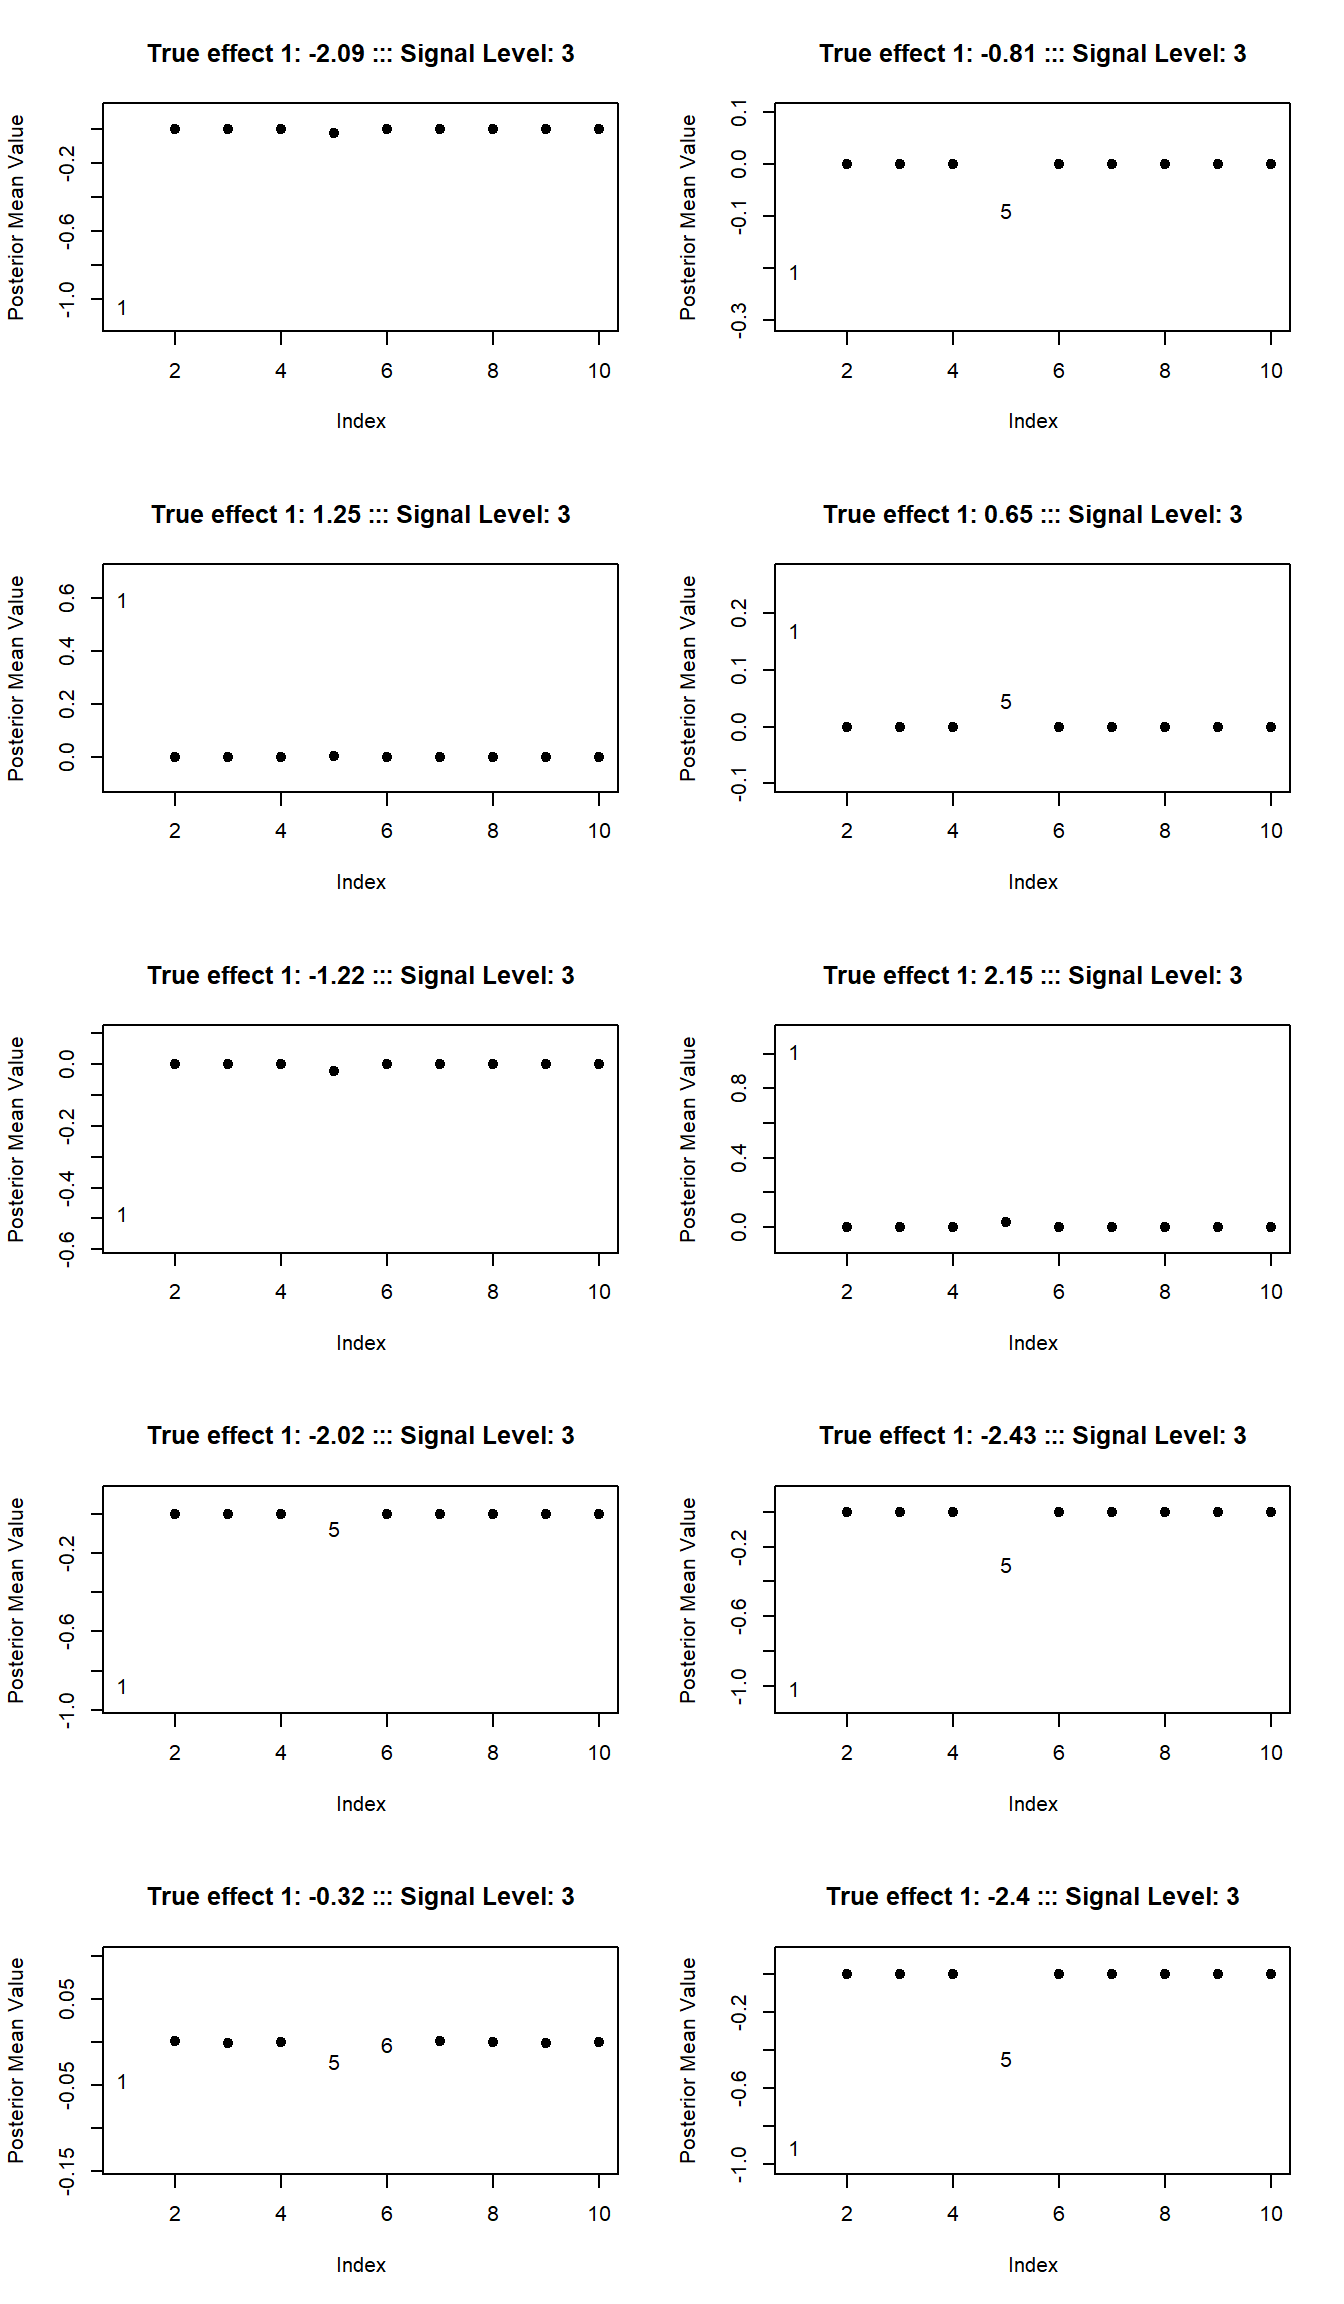 True effect 1: -2.09 ::: Signal Level: 3
Posterior Mean Value
-0.2
-0.6
-1.0
1
2 4 6 8 10
Index
True effect 1: -0.81 ::: Signal Level: 3
Posterior Mean Value
0.1
0.0
-0.1
-0.3
5
1
2 4 6 8 10
Index
True effect 1: 1.25 ::: Signal Level: 3
Posterior Mean Value
0.6
0.4
0.2
0.0
1
2 4 6 8 10
Index
True effect 1: 0.65 ::: Signal Level: 3
Posterior Mean Value
0.2
0.1
0.0
-0.1
1
5
2 4 6 8 10
Index
True effect 1: -1.22 ::: Signal Level: 3
Posterior Mean Value
0.0
-0.2
-0.4
-0.6
1
2 4 6 8 10
Index
True effect 1: 2.15 ::: Signal Level: 3
Posterior Mean Value
0.8
0.4
0.0
1
2 4 6 8 10
Index
True effect 1: -2.02 ::: Signal Level: 3
Posterior Mean Value
-0.2
-0.6
-1.0
5
1
2 4 6 8 10
Index
True effect 1: -2.43 ::: Signal Level: 3
Posterior Mean Value
-0.2
-0.6
-1.0
5
1
2 4 6 8 10
Index
True effect 1: -0.32 ::: Signal Level: 3
Posterior Mean Value
0.05
-0.05
-0.15
6
5
1
2 4 6 8 10
Index
True effect 1: -2.4 ::: Signal Level: 3
Posterior Mean Value
-0.2
-0.6
-1.0
5
1
2 4 6 8 10
Index